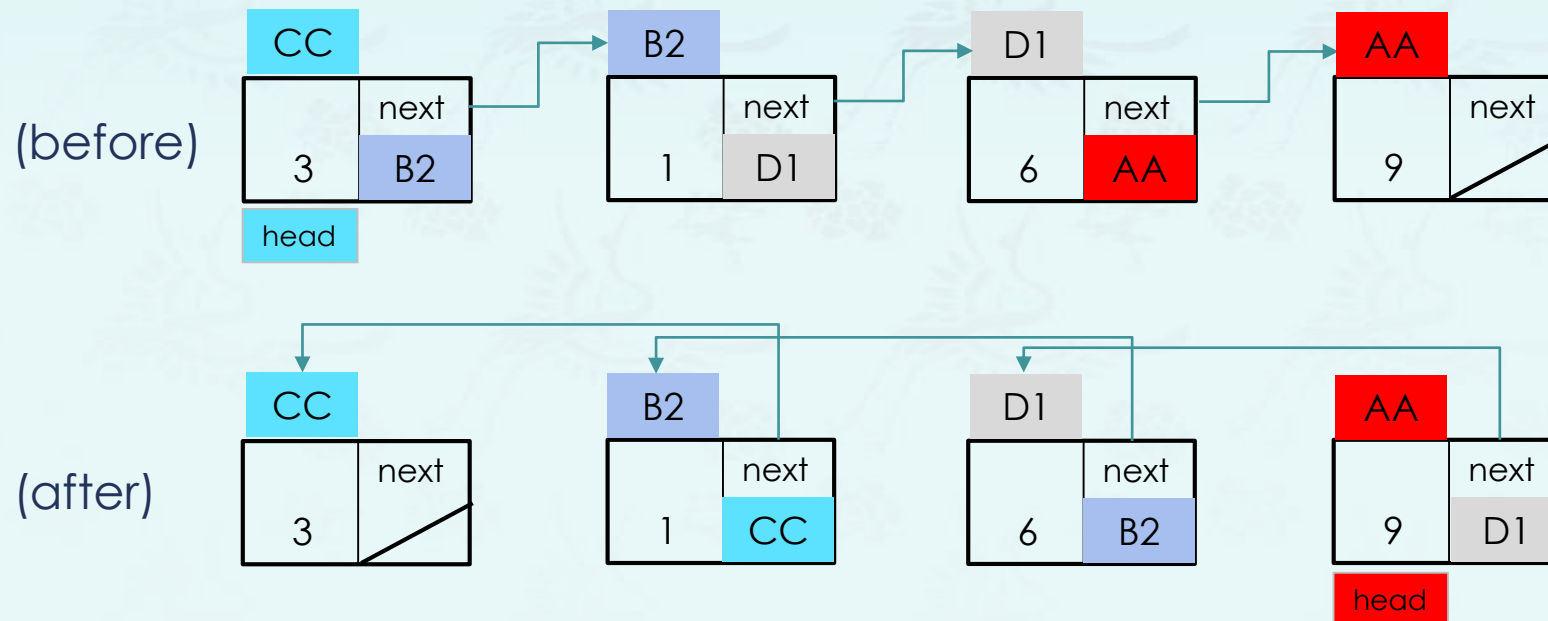 CC B2 D1 AA
(before)
next next next next
3 B2 1 D1 6 AA 9
head
CC B2 D1 AA
(after)
next next next next
3 1 CC 6 B2 9 D1
head